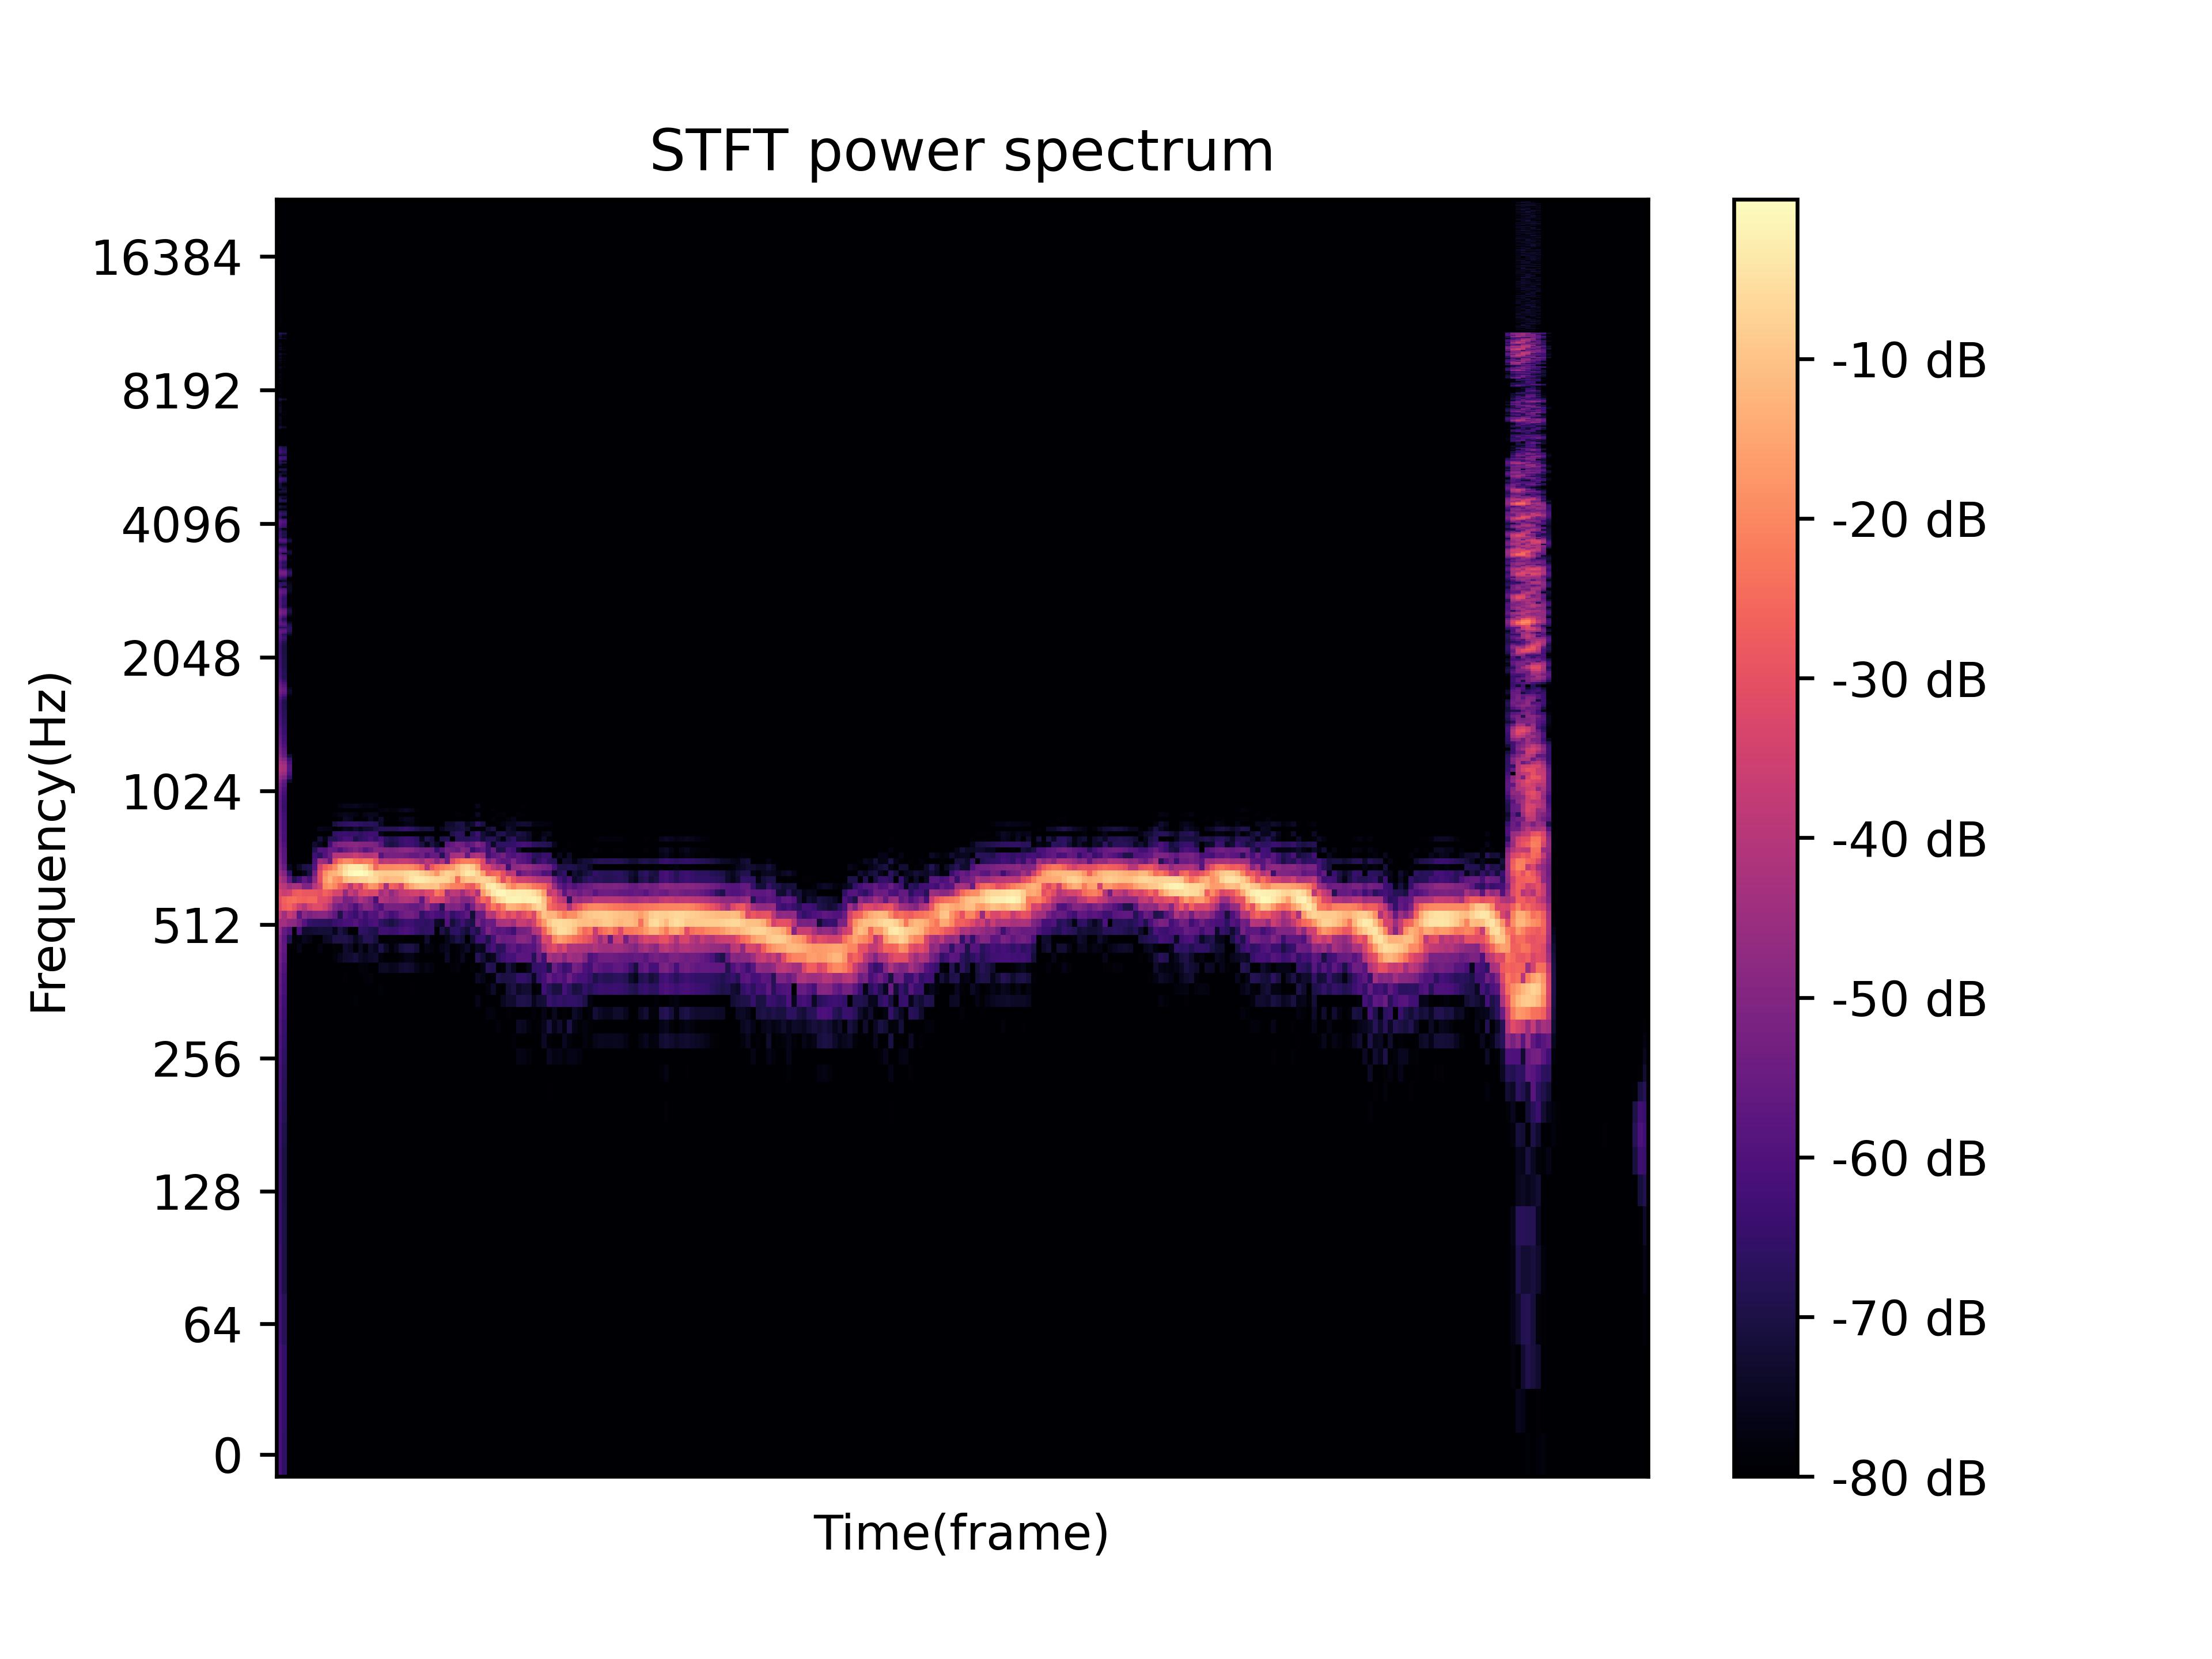 STFT power spectrum
16384
8192
4096
2048
1024
512
256
128
64
0
Frequency(Hz)
Time(frame)
-10 dB
-20 dB
-30 dB
-40 dB
-50 dB
-60 dB
-70 dB
-80 dB